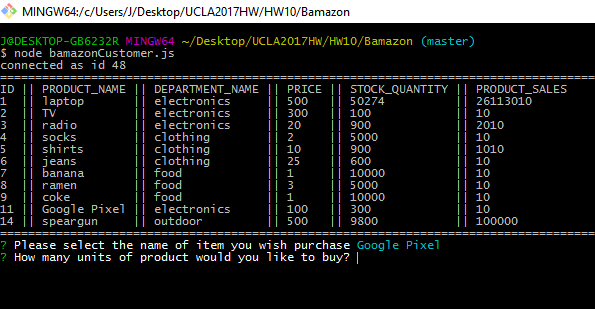 MINGW64:/c/Users/J/Desktop/UCLA2017HW/HW10/Bamazon
J@DESKTOP-GB6232R MINGW64 ~/Desktop/UCLA2017HW/HW10/Bamazon (master)
$ node bamazonCustomer.js
connected as id 48
================================================================================
ID || PRODUCT_NAME || DEPARTMENT_NAME || PRICE || STOCK_QUANTITY || PRODUCT_SALES
1 || laptop || electronics || 500 || 50274 || 26113010
2 || TV || electronics || 300 || 100 || 10
3 || radio || electronics || 20 || 900 || 2010
4 || socks || clothing || 2 || 5000 || 10
5 || shirts || clothing || 10 || 900 || 1010
6 || jeans || clothing || 25 || 600 || 10
7 || banana || food || 1 || 10000 || 10
8 || ramen || food || 3 || 5000 || 10
9 || coke || food || 1 || 10000 || 10
11 || Google Pixel || electronics || 100 || 300 || 10
14 || speargun || outdoor || 500 || 9800 || 100000
================================================================================
? Please select the name of item you wish purchase Google Pixel
? How many units of product would you like to buy?